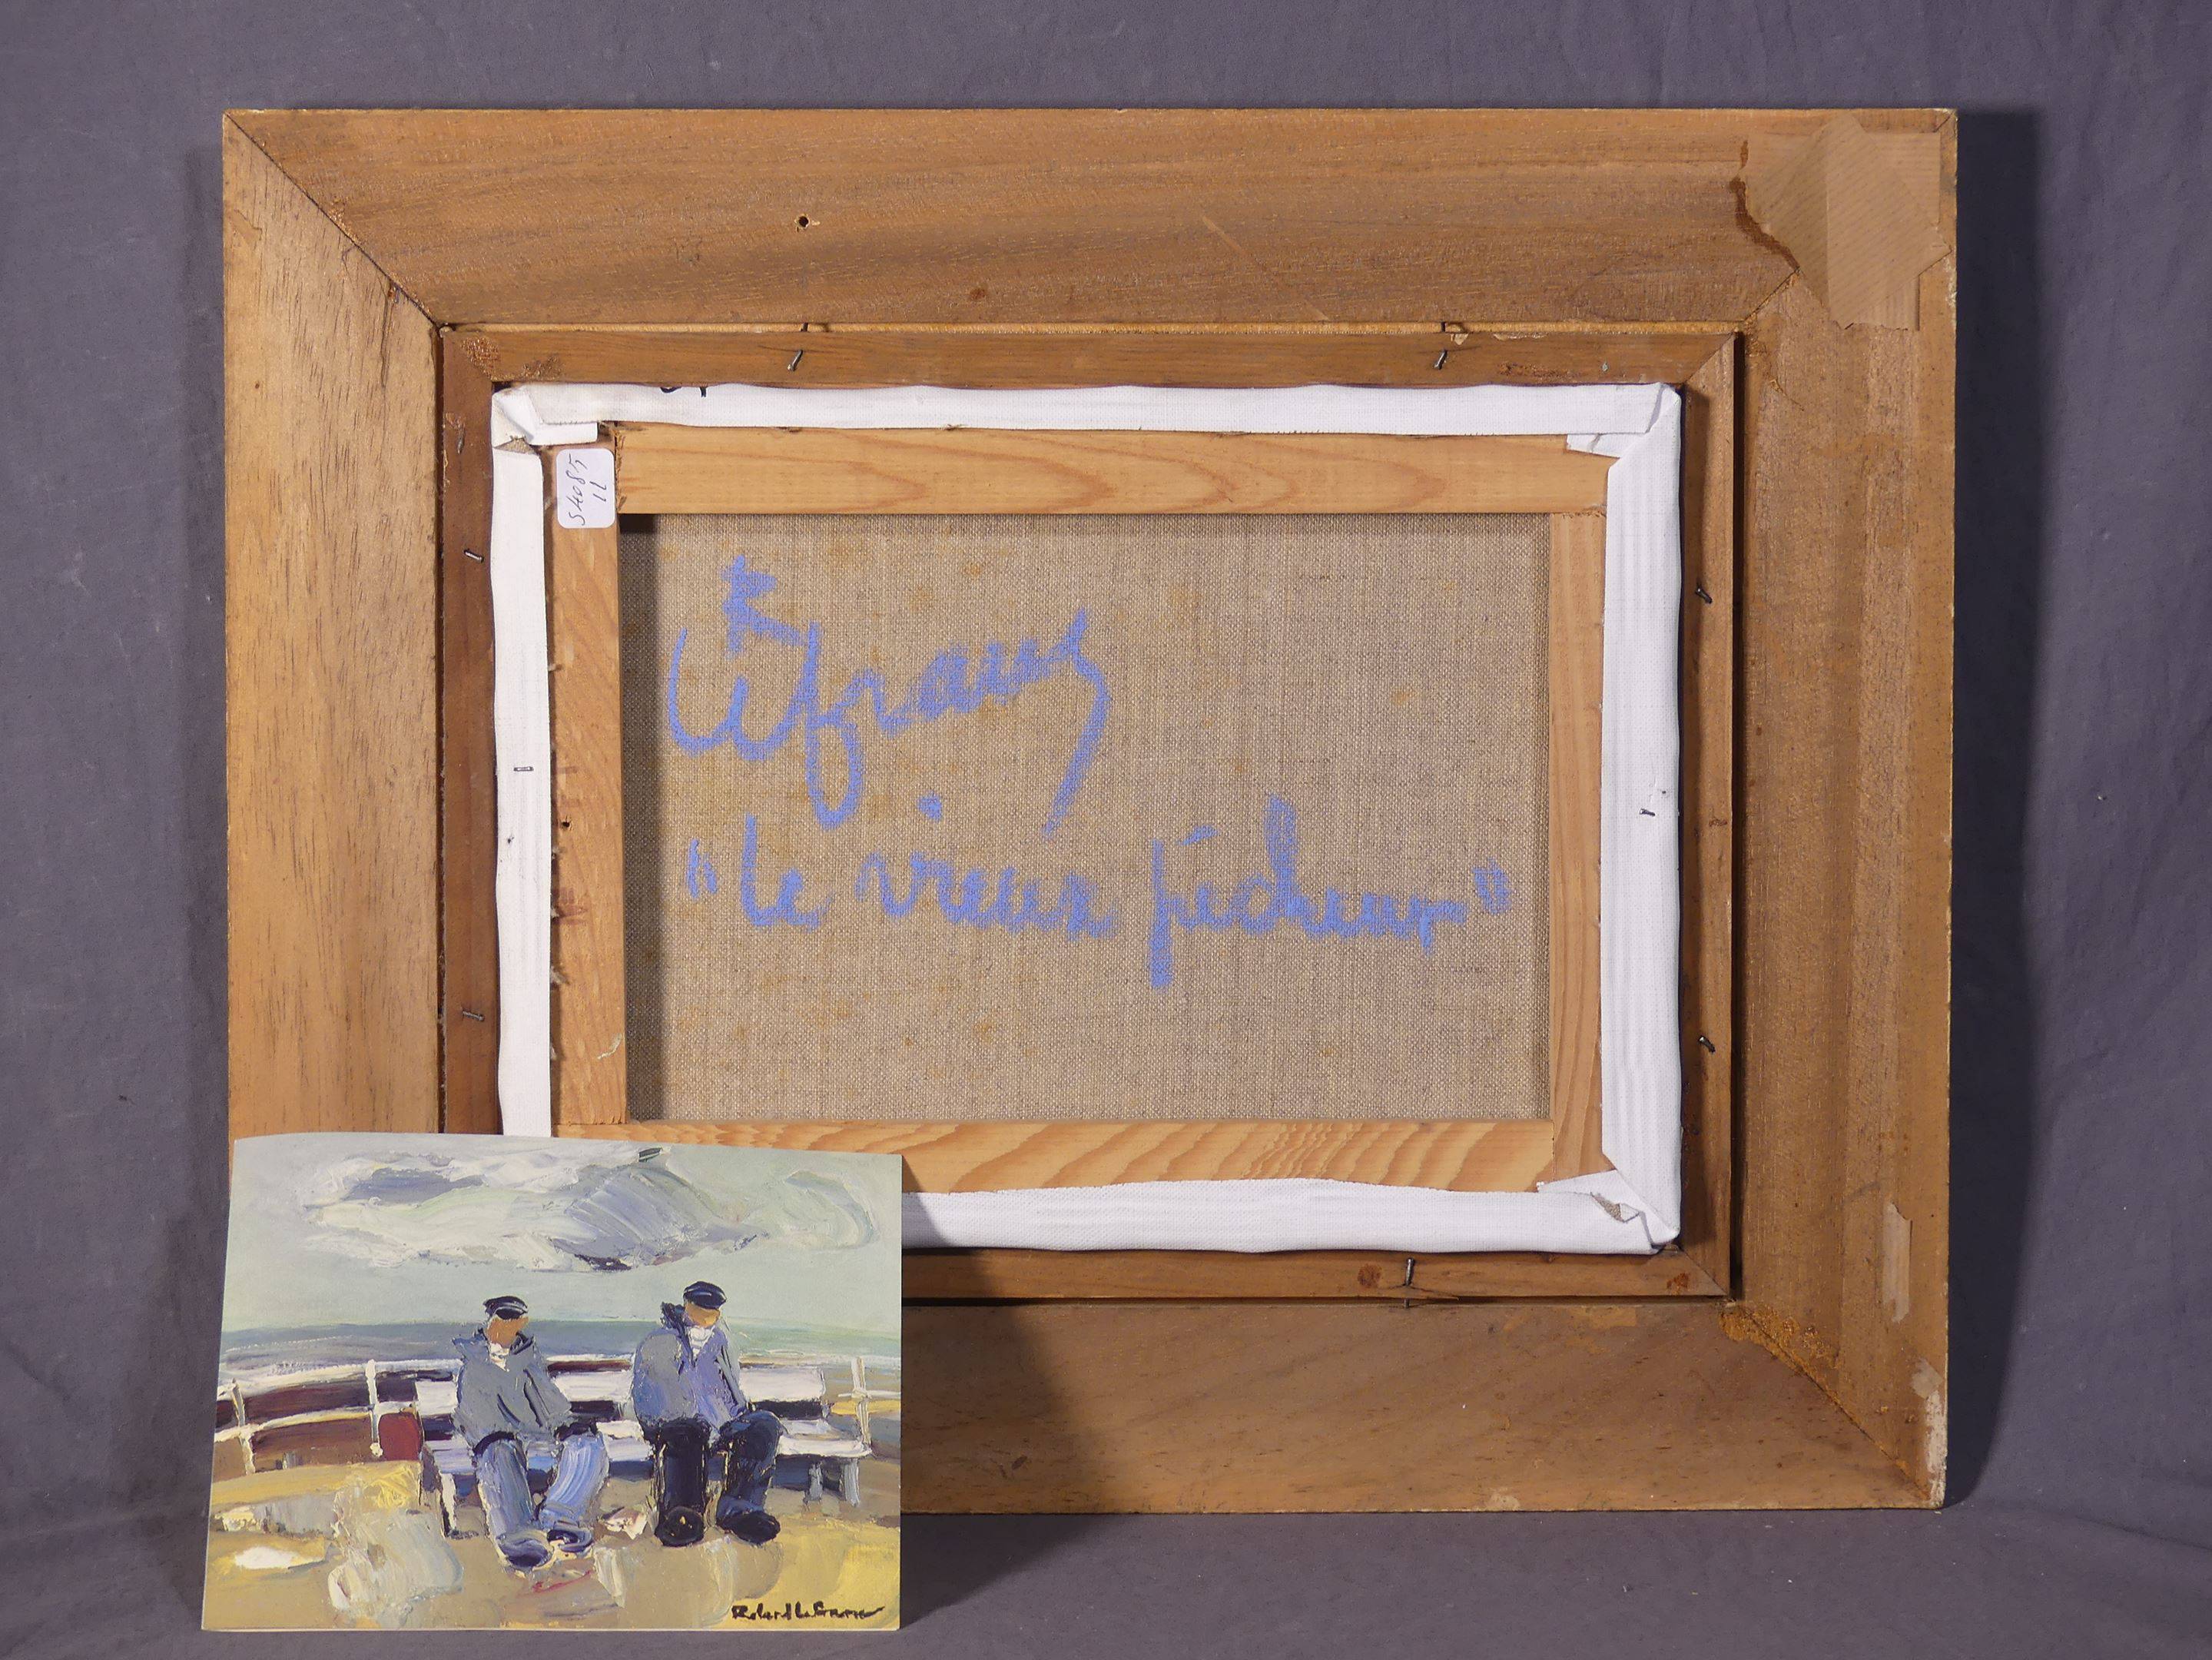 54085
11
R Lefranc
"le vieux pêcheur"
Roland Lefranc